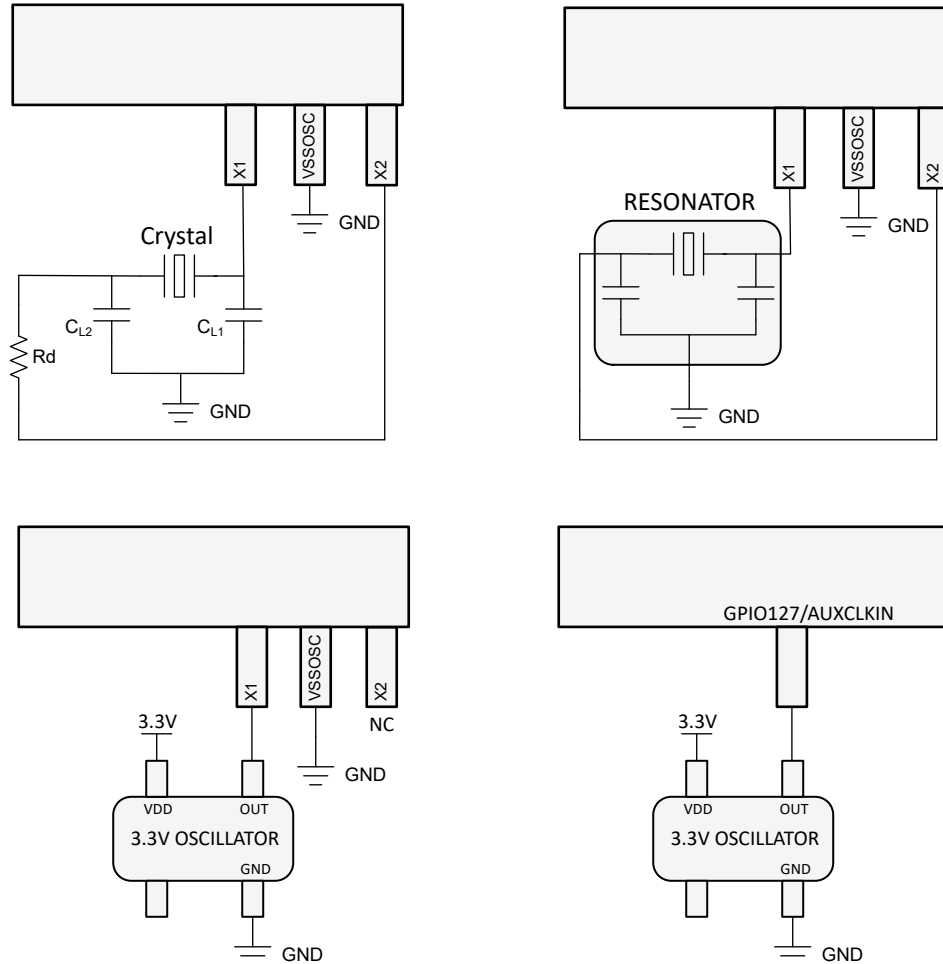 X1
VSSOSC
X2
GND
Crystal
CL2
CL1
Rd
GND
X1
VSSOSC
X2
GND
RESONATOR
GND
X1
VSSOSC
X2
NC
3.3V
GND
VDD
OUT
3.3V OSCILLATOR
GND
GND
GPIO127/AUXCLKIN
3.3V
VDD
OUT
3.3V OSCILLATOR
GND
GND